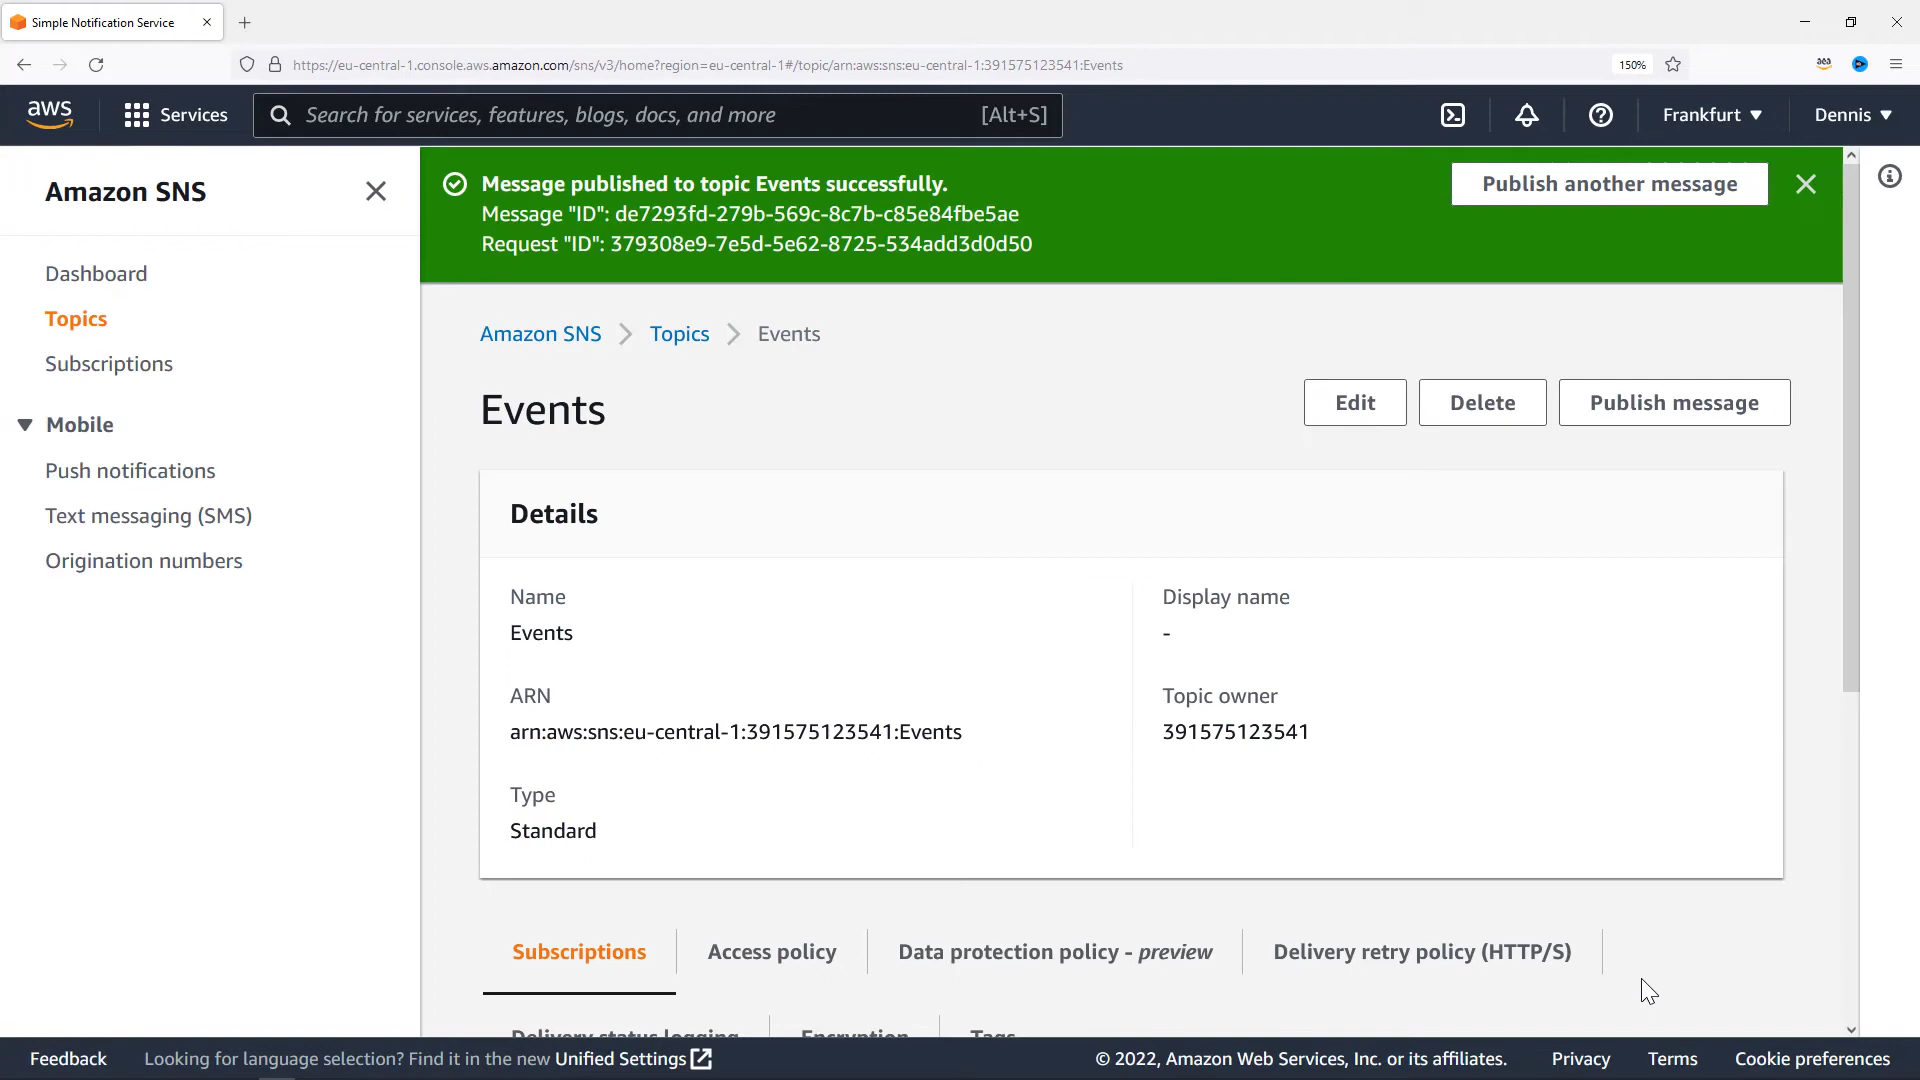 Simple Notification Service
https://eu-central-1.console.aws.amazon.com/sns/v3/home?region=eu-central-1#/topic/arn:aws:sns:eu-central-1:391575123541:Events
150%
aws
Services
Search for services, features, blogs, docs, and more
[Alt+S]
Frankfurt
Dennis
Amazon SNS
Dashboard
Topics
Subscriptions
Mobile
Push notifications
Text messaging (SMS)
Origination numbers
Message published to topic Events successfully.
Message "ID": de7293fd-279b-569c-8c7b-c85e84fbe5ae
Request "ID": 379308e9-7e5d-5e62-8725-534add3d0d50
Publish another message
Amazon SNS
Topics
Events
Events
Edit
Delete
Publish message
Details
Name
Events
Display name
-
ARN
arn:aws:sns:eu-central-1:391575123541:Events
Topic owner
391575123541
Type
Standard
Subscriptions
Access policy
Data protection policy - preview
Delivery retry policy (HTTP/S)
Delivery status logging
Encryption
Tags
Feedback
Looking for language selection? Find it in the new Unified Settings
© 2022, Amazon Web Services, Inc. or its affiliates.
Privacy
Terms
Cookie preferences